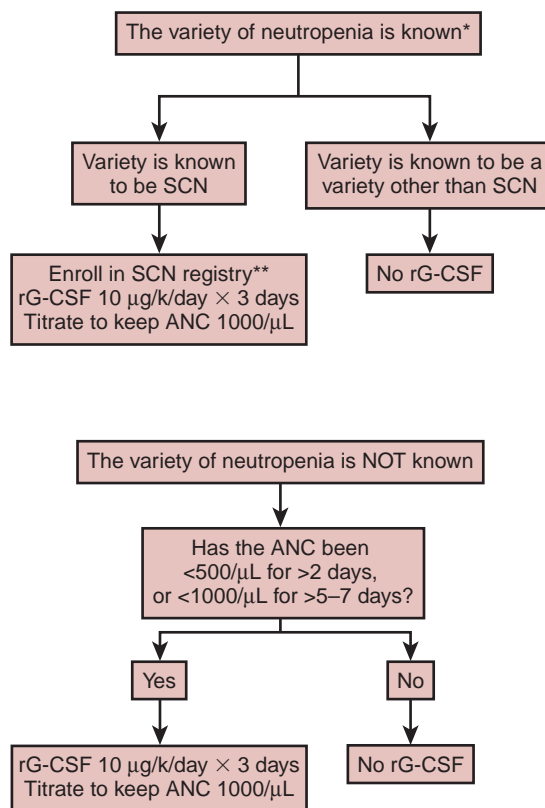 The variety of neutropenia is known*
Variety is known
to be SCN
Variety is known to be a
variety other than SCN
Enroll in SCN registry**
rG-CSF 10 μg/k/day × 3 days
Titrate to keep ANC 1000/μL
No rG-CSF
The variety of neutropenia is NOT known
Has the ANC been
<500/μL for >2 days,
or <1000/μL for >5–7 days?
Yes
No
rG-CSF 10 μg/k/day × 3 days
Titrate to keep ANC 1000/μL
No rG-CSF